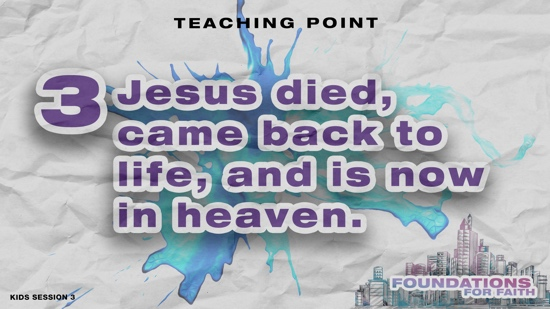 TEACHING POINT
3 Jesus died,
came back to
life, and is now
in heaven.
FOUNDATIONS
FOR FAITH
KIDS SESSION 3